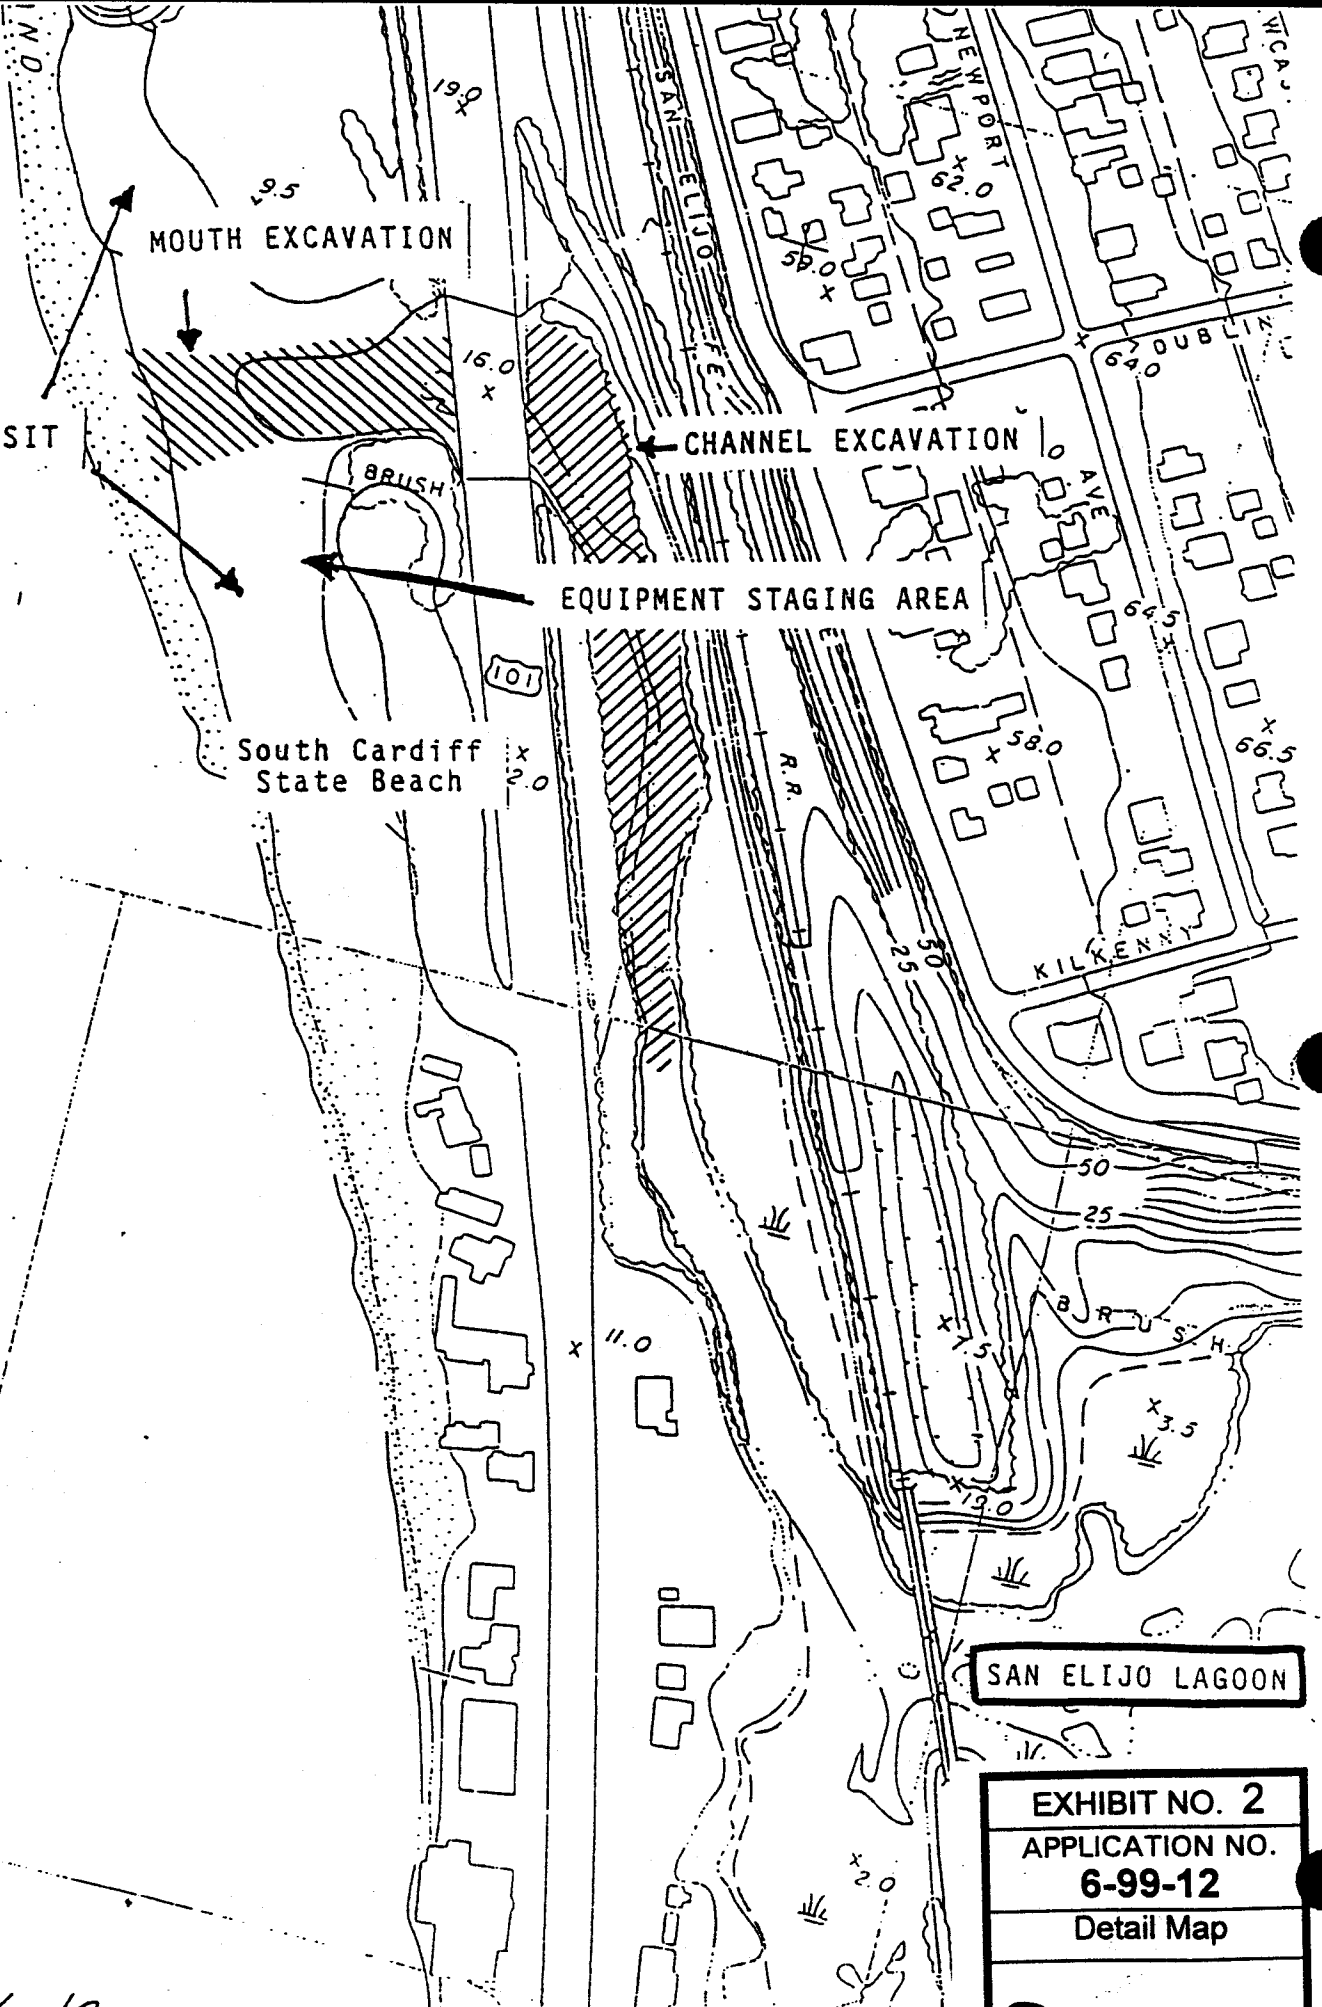 19.0
SAN ELIJO
NEWPORT
9.5
62.0
MOUTH EXCAVATION
59.0
DUBLIN
64.0
16.0
SIT
CHANNEL EXCAVATION
BRUSH
AVE
EQUIPMENT STAGING AREA
64.5
101
South Cardiff
State Beach
2.0
58.0
66.5
R.R.
25
50
KILKENNY
50
25
BRUSH
11.0
7.5
3.5
13.0
SAN ELIJO LAGOON
2.0
EXHIBIT NO. 2
APPLICATION NO.
6-99-12
Detail Map